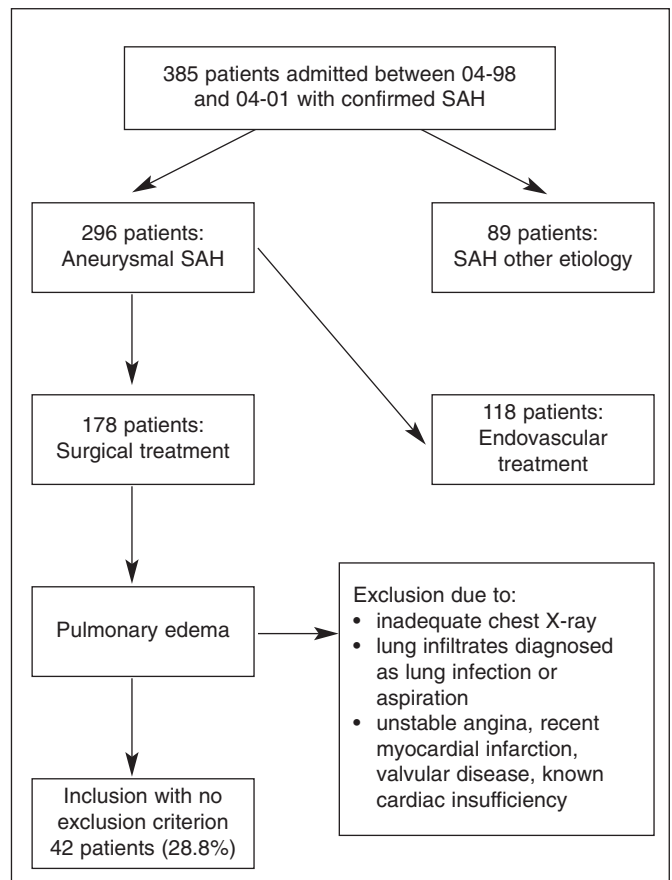 385 patients admitted between 04-98
and 04-01 with confirmed SAH
296 patients:
Aneurysmal SAH
89 patients:
SAH other etiology
178 patients:
Surgical treatment
118 patients:
Endovascular
treatment
Pulmonary edema
Exclusion due to:
• inadequate chest X-ray
• lung infiltrates diagnosed
as lung infection or
aspiration
• unstable angina, recent
myocardial infarction,
valvular disease, known
cardiac insufficiency
Inclusion with no
exclusion criterion
42 patients (28.8%)